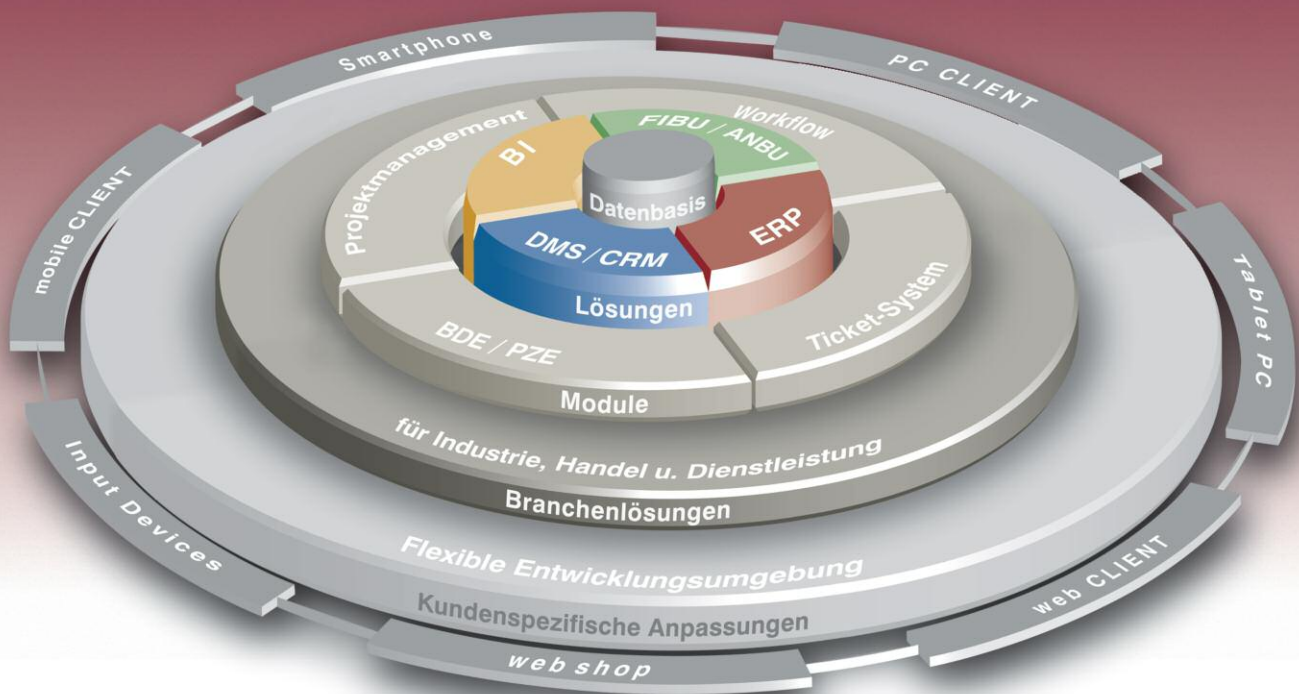 Smartphone
PC CLIENT
mobile CLIENT
Projektmanagement
Workflow
BI
FIBU / ANBU
Datenbasis
DMS / CRM
ERP
Lösungen
Tablet PC
BDE / PZE
Ticket-System
Module
für Industrie, Handel u. Dienstleistung
Branchenlösungen
Input Devices
Flexible Entwicklungsumgebung
web CLIENT
Kundenspezifische Anpassungen
web shop